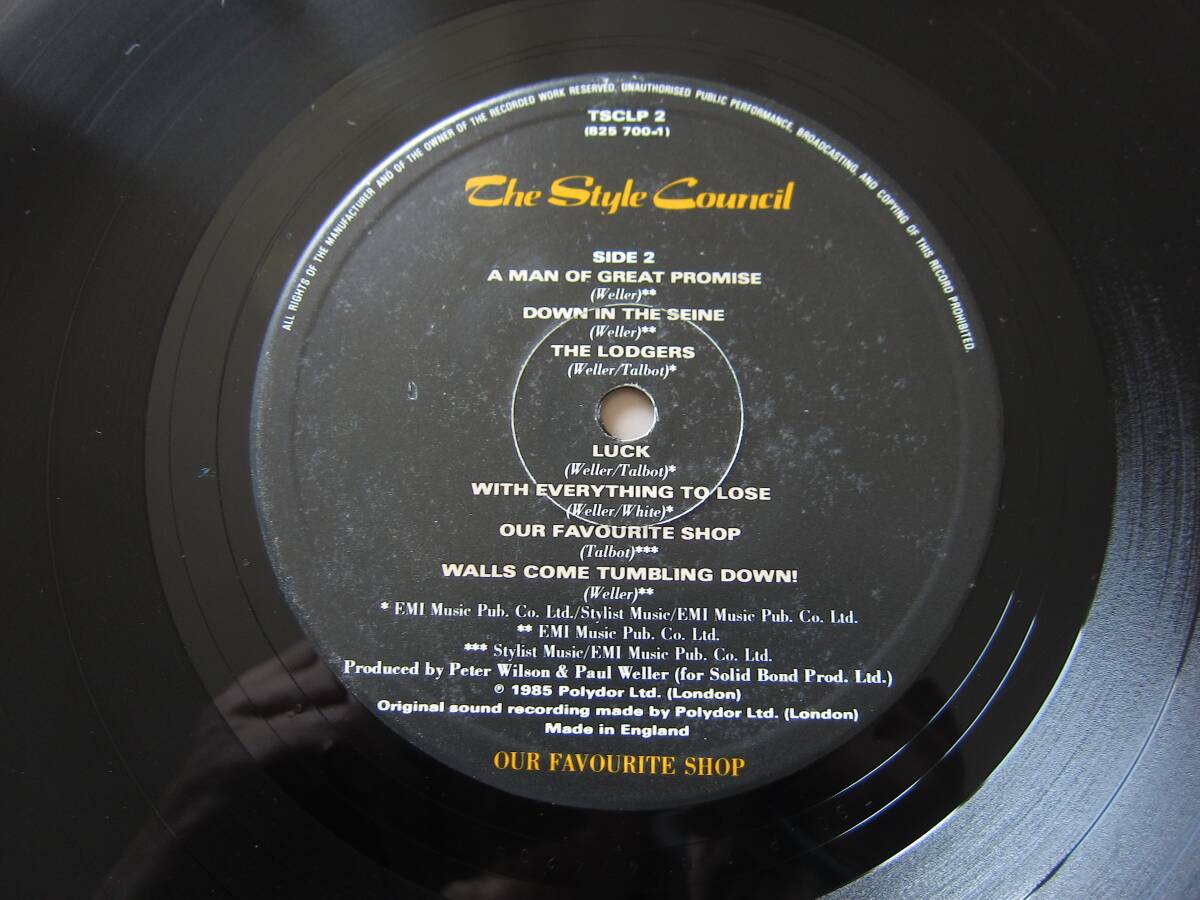 ALL RIGHTS OF THE MANUFACTURER AND OF THE OWNER OF THE RECORDED WORK RESERVED. UNAUTHORISED PUBLIC PERFORMANCE, BROADCASTING, AND COPYING OF THIS RECORD PROHIBITED.
TSCLP 2
(825 700-1)
The Style Council
SIDE 2
A MAN OF GREAT PROMISE
(Weller)**
DOWN IN THE SEINE
(Weller)**
THE LODGERS
(Weller/Talbot)*
LUCK
(Weller/Talbot)*
WITH EVERYTHING TO LOSE
(Weller/White)*
OUR FAVOURITE SHOP
(Talbot)***
WALLS COME TUMBLING DOWN!
(Weller)**
* EMI Music Pub. Co. Ltd./Stylist Music/EMI Music Pub. Co. Ltd.
** EMI Music Pub. Co. Ltd.
*** Stylist Music/EMI Music Pub. Co. Ltd.
Produced by Peter Wilson & Paul Weller (for Solid Bond Prod. Ltd.)
℗ 1985 Polydor Ltd. (London)
Original sound recording made by Polydor Ltd. (London)
Made in England
OUR FAVOURITE SHOP